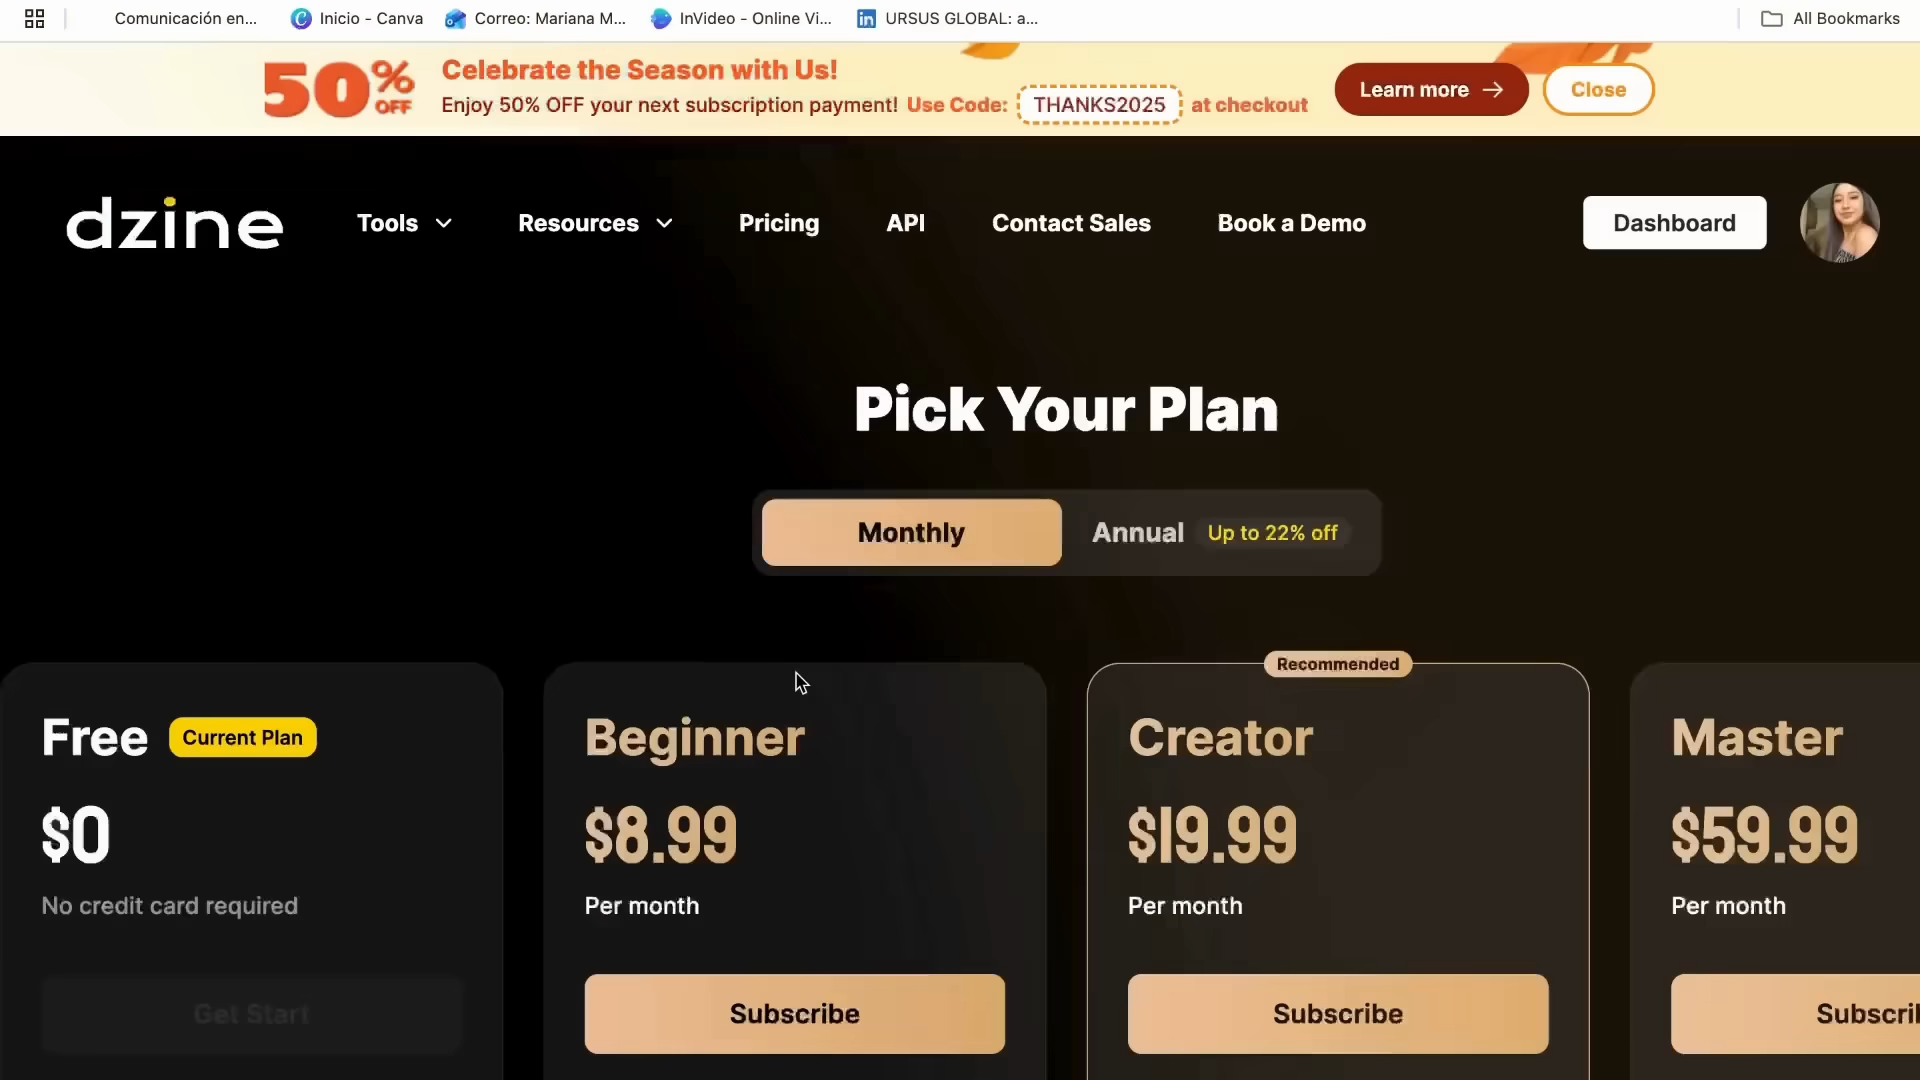 Comunicación en...
Inicio - Canva
Correo: Mariana M...
InVideo - Online Vi...
URSUS GLOBAL: a...
All Bookmarks
50% OFF
Celebrate the Season with Us!
Enjoy 50% OFF your next subscription payment! Use Code: THANKS2025 at checkout
Learn more →
Close
dzine
Tools
Resources
Pricing
API
Contact Sales
Book a Demo
Dashboard
Pick Your Plan
Monthly
Annual Up to 22% off
Free Current Plan
$0
No credit card required
Get Start
Beginner
$8.99
Per month
Subscribe
Recommended
Creator
$19.99
Per month
Subscribe
Master
$59.99
Per month
Subscri